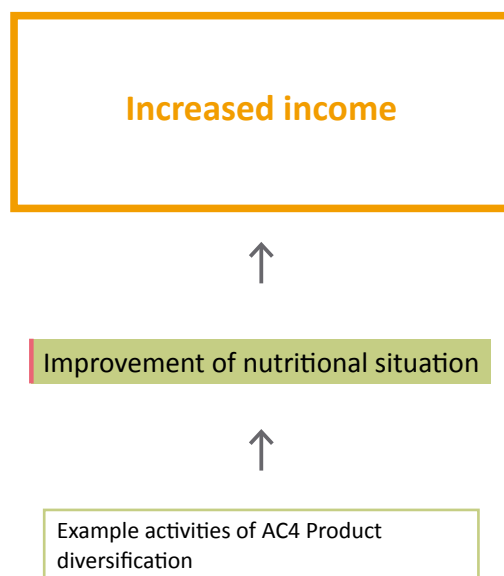 Increased income
Improvement of nutritional situation
Example activities of AC4 Product
diversification